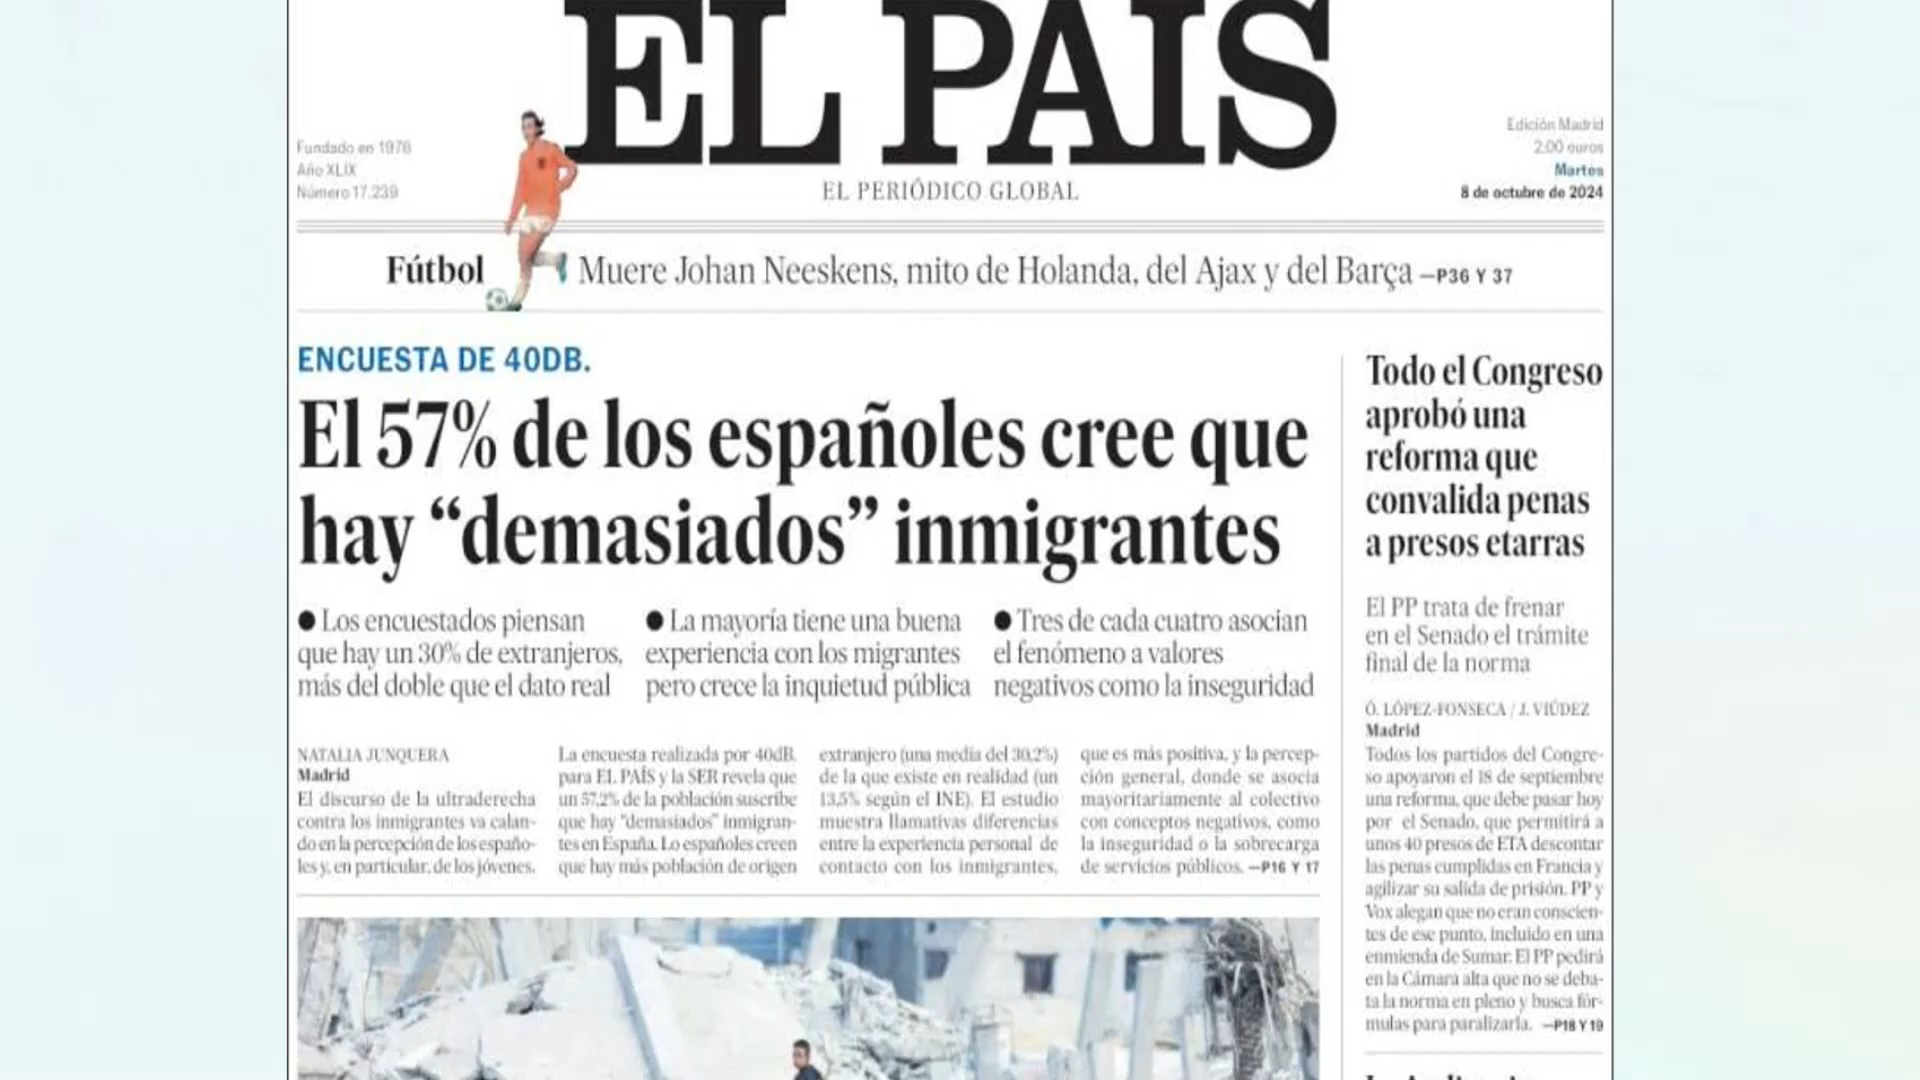 EL PAÍS
Fundado en 1976
Año XLIX
Número 17.239
EL PERIÓDICO GLOBAL
Edición Madrid
2,00 euros
Martes
8 de octubre de 2024
Fútbol
Muere Johan Neeskens, mito de Holanda, del Ajax y del Barça —P36 Y 37
ENCUESTA DE 40DB.
El 57% de los españoles cree que
hay “demasiados” inmigrantes
● Los encuestados piensan
que hay un 30% de extranjeros,
más del doble que el dato real
● La mayoría tiene una buena
experiencia con los migrantes
pero crece la inquietud pública
● Tres de cada cuatro asocian
el fenómeno a valores
negativos como la inseguridad
NATALIA JUNQUERA
Madrid
El discurso de la ultraderecha
contra los inmigrantes va calan-
do en la percepción de los españo-
les y, en particular, de los jóvenes.
La encuesta realizada por 40dB.
para EL PAÍS y la SER revela que
un 57,2% de la población suscribe
que hay “demasiados” inmigran-
tes en España. Lo españoles creen
que hay más población de origen
extranjero (una media del 30,2%)
de la que existe en realidad (un
13,5% según el INE). El estudio
muestra llamativas diferencias
entre la experiencia personal de
contacto con los inmigrantes,
que es más positiva, y la percep-
ción general, donde se asocia
mayoritariamente al colectivo
con conceptos negativos, como
la inseguridad o la sobrecarga
de servicios públicos. —P16 Y 17
Todo el Congreso
aprobó una
reforma que
convalida penas
a presos etarras
El PP trata de frenar
en el Senado el trámite
final de la norma
Ó. LÓPEZ-FONSECA / J. VIÚDEZ
Madrid
Todos los partidos del Congre-
so apoyaron el 18 de septiembre
una reforma, que debe pasar hoy
por el Senado, que permitirá a
unos 40 presos de ETA descontar
las penas cumplidas en Francia y
agilizar su salida de prisión. PP y
Vox alegan que no eran conscien-
tes de ese punto, incluido en una
enmienda de Sumar. El PP pedirá
en la Cámara alta que no se deba-
ta la norma en pleno y busca fór-
mulas para paralizarla. —P18 Y 19